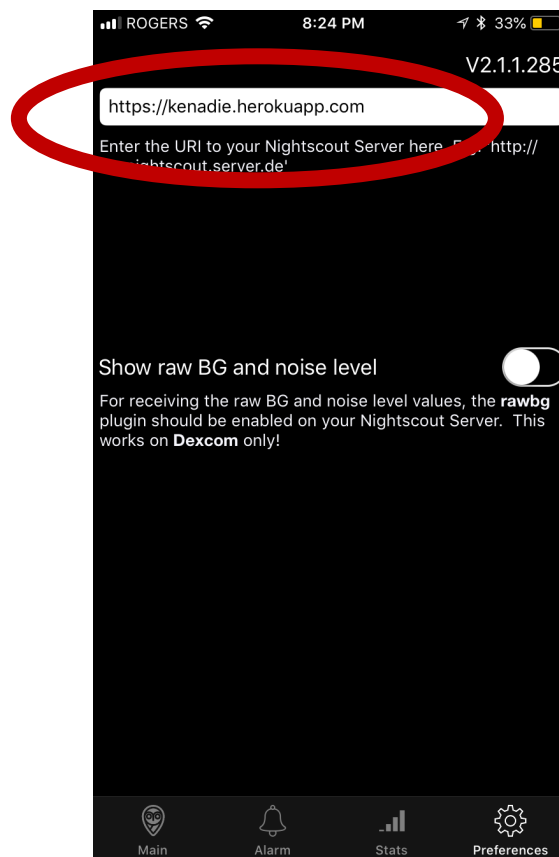 ROGERS 8:24 PM 33%
V2.1.1.285
https://kenadie.herokuapp.com
Enter the URI to your Nightscout Server here. E.g. 'http://
nightscout.server.de'
Show raw BG and noise level
For receiving the raw BG and noise level values, the rawbg
plugin should be enabled on your Nightscout Server. This
works on Dexcom only!
Main Alarm Stats Preferences